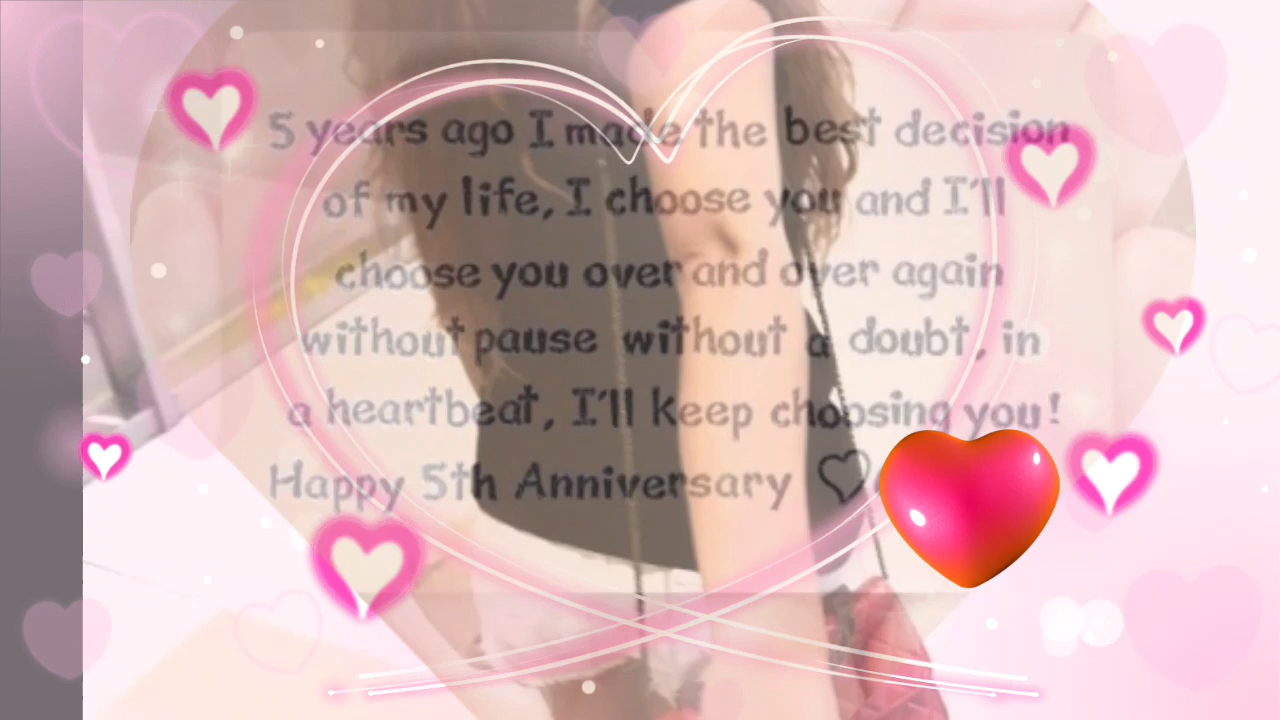 5 years ago I made the best decision
of my life, I choose you and I'll
choose you over and over again
without pause without a doubt, in
a heartbeat, I'll keep choosing you!
Happy 5th Anniversary ♡